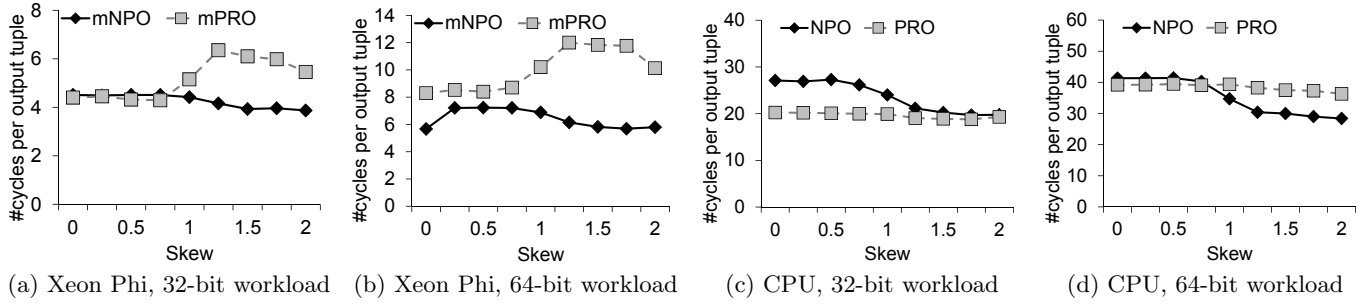 #cycles per output tuple
mNPO mPRO
8
6
4
2
0
0 0.5 1 1.5 2
Skew
(a) Xeon Phi, 32-bit workload
#cycles per output tuple
mNPO mPRO
14
12
10
8
6
4
2
0
0 0.5 1 1.5 2
Skew
(b) Xeon Phi, 64-bit workload
#cycles per output tuple
NPO PRO
40
30
20
10
0
0 0.5 1 1.5 2
Skew
(c) CPU, 32-bit workload
#cycles per output tuple
NPO PRO
60
50
40
30
20
10
0
0 0.5 1 1.5 2
Skew
(d) CPU, 64-bit workload